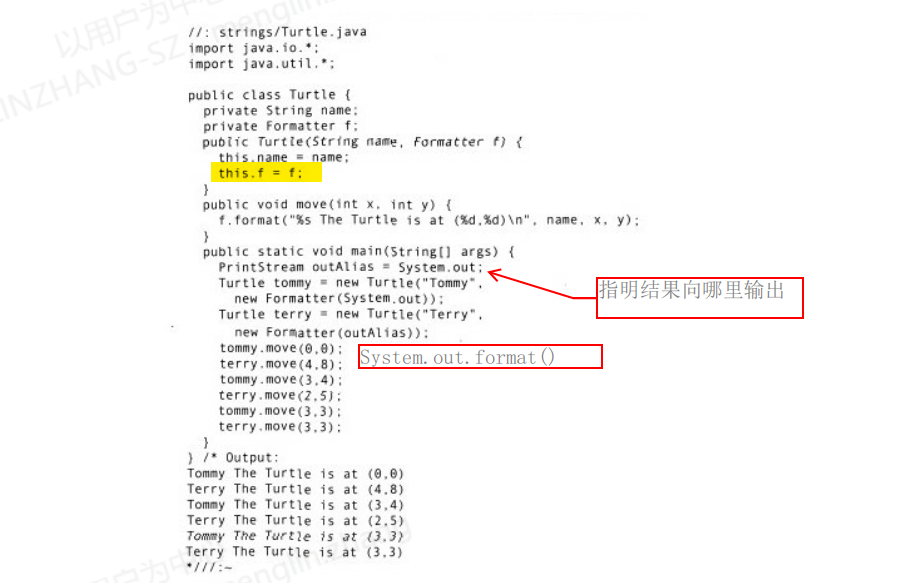 //: strings/Turtle.java
import java.io.*;
import java.util.*;
public class Turtle {
private String name;
private Formatter f;
public Turtle(String name, Formatter f) {
this.name = name;
this.f = f;
}
public void move(int x, int y) {
f.format("%s The Turtle is at (%d,%d)\n", name, x, y);
}
public static void main(String[] args) {
PrintStream outAlias = System.out;
Turtle tommy = new Turtle("Tommy",
new Formatter(System.out));
Turtle terry = new Turtle("Terry",
new Formatter(outAlias));
tommy.move(0,0);
terry.move(4,8);
tommy.move(3,4);
terry.move(2,5);
tommy.move(3,3);
terry.move(3,3);
}
} /* Output:
Tommy The Turtle is at (0,0)
Terry The Turtle is at (4,8)
Tommy The Turtle is at (3,4)
Terry The Turtle is at (2,5)
Tommy The Turtle is at (3,3)
Terry The Turtle is at (3,3)
*///:~
指明结果向哪里输出
System.out.format()
以用户为中